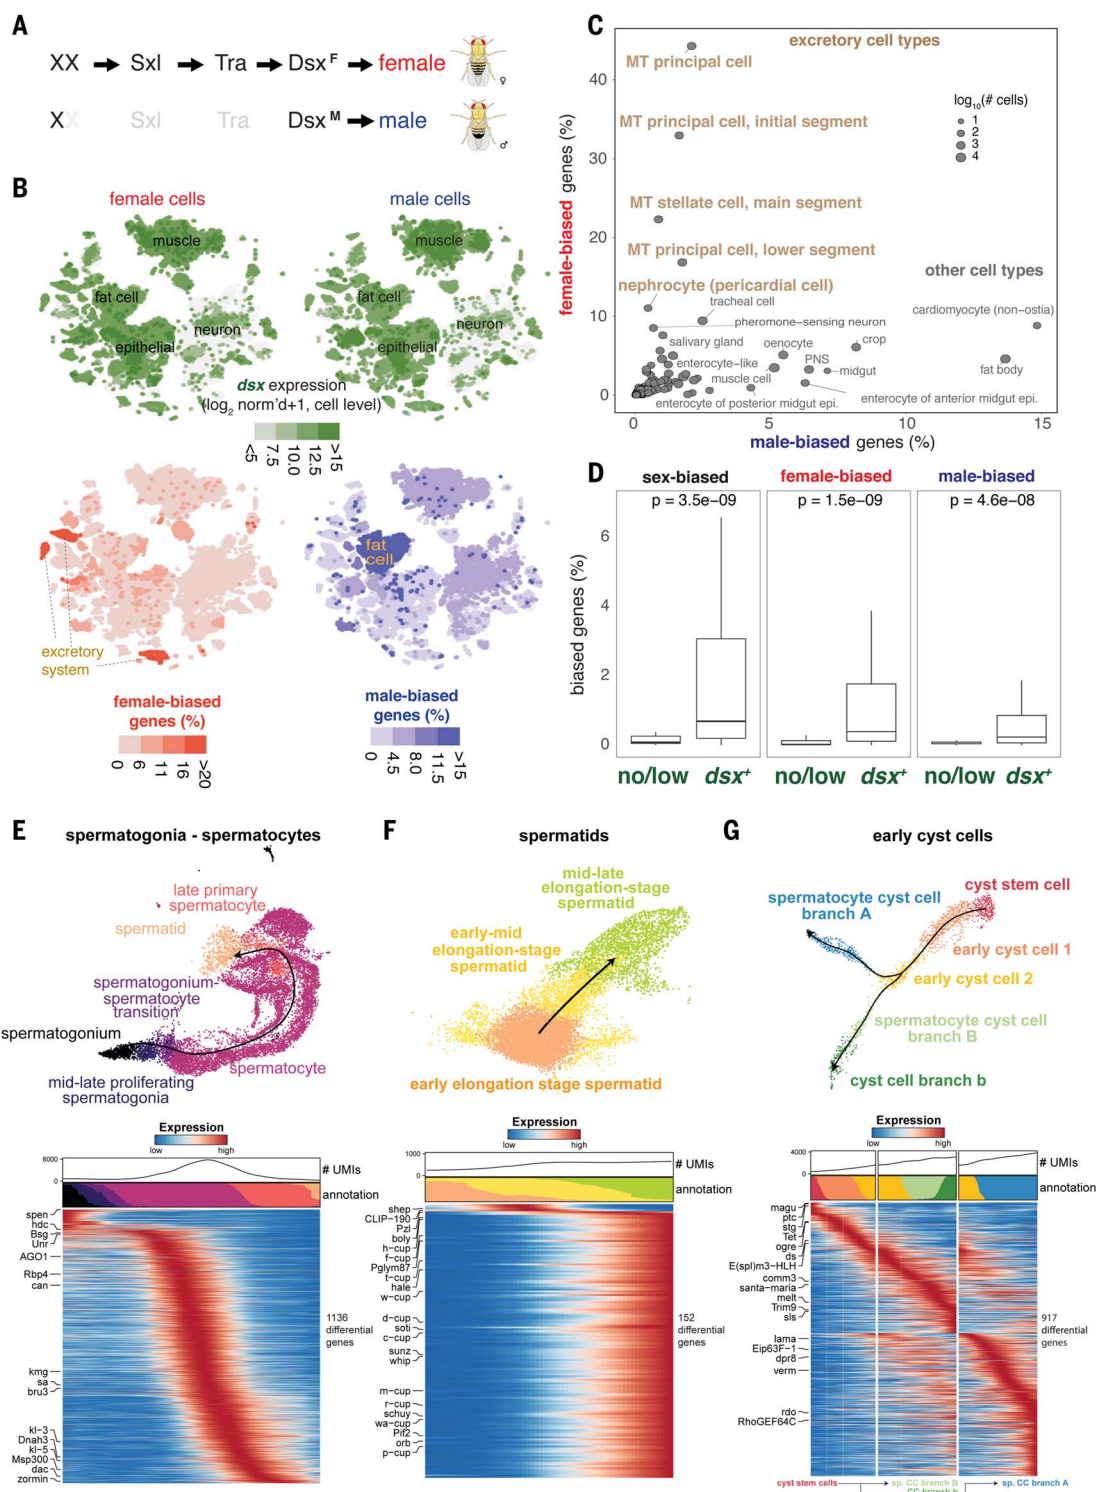 A
XX Sxl Tra Dsx F female ♀
XX Sxl Tra Dsx M male ♂
B
female cells
male cells
muscle
muscle
fat cell
fat cell
neuron
neuron
epithelial
epithelial
dsx expression
(log2 norm'd+1, cell level)
<5
7.5
10.0
12.5
>15
fat
cell
excretory
system
female-biased
genes (%)
0
6
11
16
>20
male-biased
genes (%)
0
4.5
8.0
11.5
>15
C
female-biased genes (%)
40
30
20
10
0
excretory cell types
MT principal cell
log10(# cells)
1
2
3
4
MT principal cell, initial segment
MT stellate cell, main segment
MT principal cell, lower segment
other cell types
nephrocyte (pericardial cell)
tracheal cell
cardiomyocyte (non-ostia)
pheromone-sensing neuron
salivary gland
oenocyte
crop
enterocyte-like
PNS
midgut
fat body
muscle cell
enterocyte of posterior midgut epi.
enterocyte of anterior midgut epi.
0
5
10
15
male-biased genes (%)
D
sex-biased
female-biased
male-biased
p = 3.5e-09
p = 1.5e-09
p = 4.6e-08
biased genes (%)
6
4
2
0
no/low dsx+
no/low dsx+
no/low dsx+
E
spermatogonia - spermatocytes
late primary
spermatocyte
spermatid
spermatogonium-
spermatocyte
transition
spermatogonium
spermatocyte
mid-late proliferating
spermatogonia
Expression
low
high
8000
0
# UMIs
annotation
spen
hdc
Bsg
Unr
AGO1
Rbp4
can
1136
differential
genes
kmg
sa
bru3
kl-3
Dnah3
kl-5
Msp300
dac
zormin
F
spermatids
mid-late
elongation-stage
spermatid
early-mid
elongation-stage
spermatid
early elongation stage spermatid
Expression
low
high
1000
0
# UMIs
annotation
shep
CLIP-190
Pzl
boly
h-cup
f-cup
Pglym87
t-cup
hale
w-cup
d-cup
soti
c-cup
sunz
whip
152
differential
genes
m-cup
r-cup
schuy
wa-cup
Pif2
orb
p-cup
G
early cyst cells
cyst stem cell
spermatocyte cyst cell
branch A
early cyst cell 1
early cyst cell 2
spermatocyte cyst cell
branch B
cyst cell branch b
Expression
low
high
4000
0
# UMIs
annotation
magu
ptc
stg
Tet
ogre
ds
E(spl)m3-HLH
comm3
santa-maria
melt
Trim9
sls
lama
Eip63F-1
dpr8
verm
917
differential
genes
rdo
RhoGEF64C
cyst stem cells
sp. CC branch B
sp. CC branch A
CC branch b